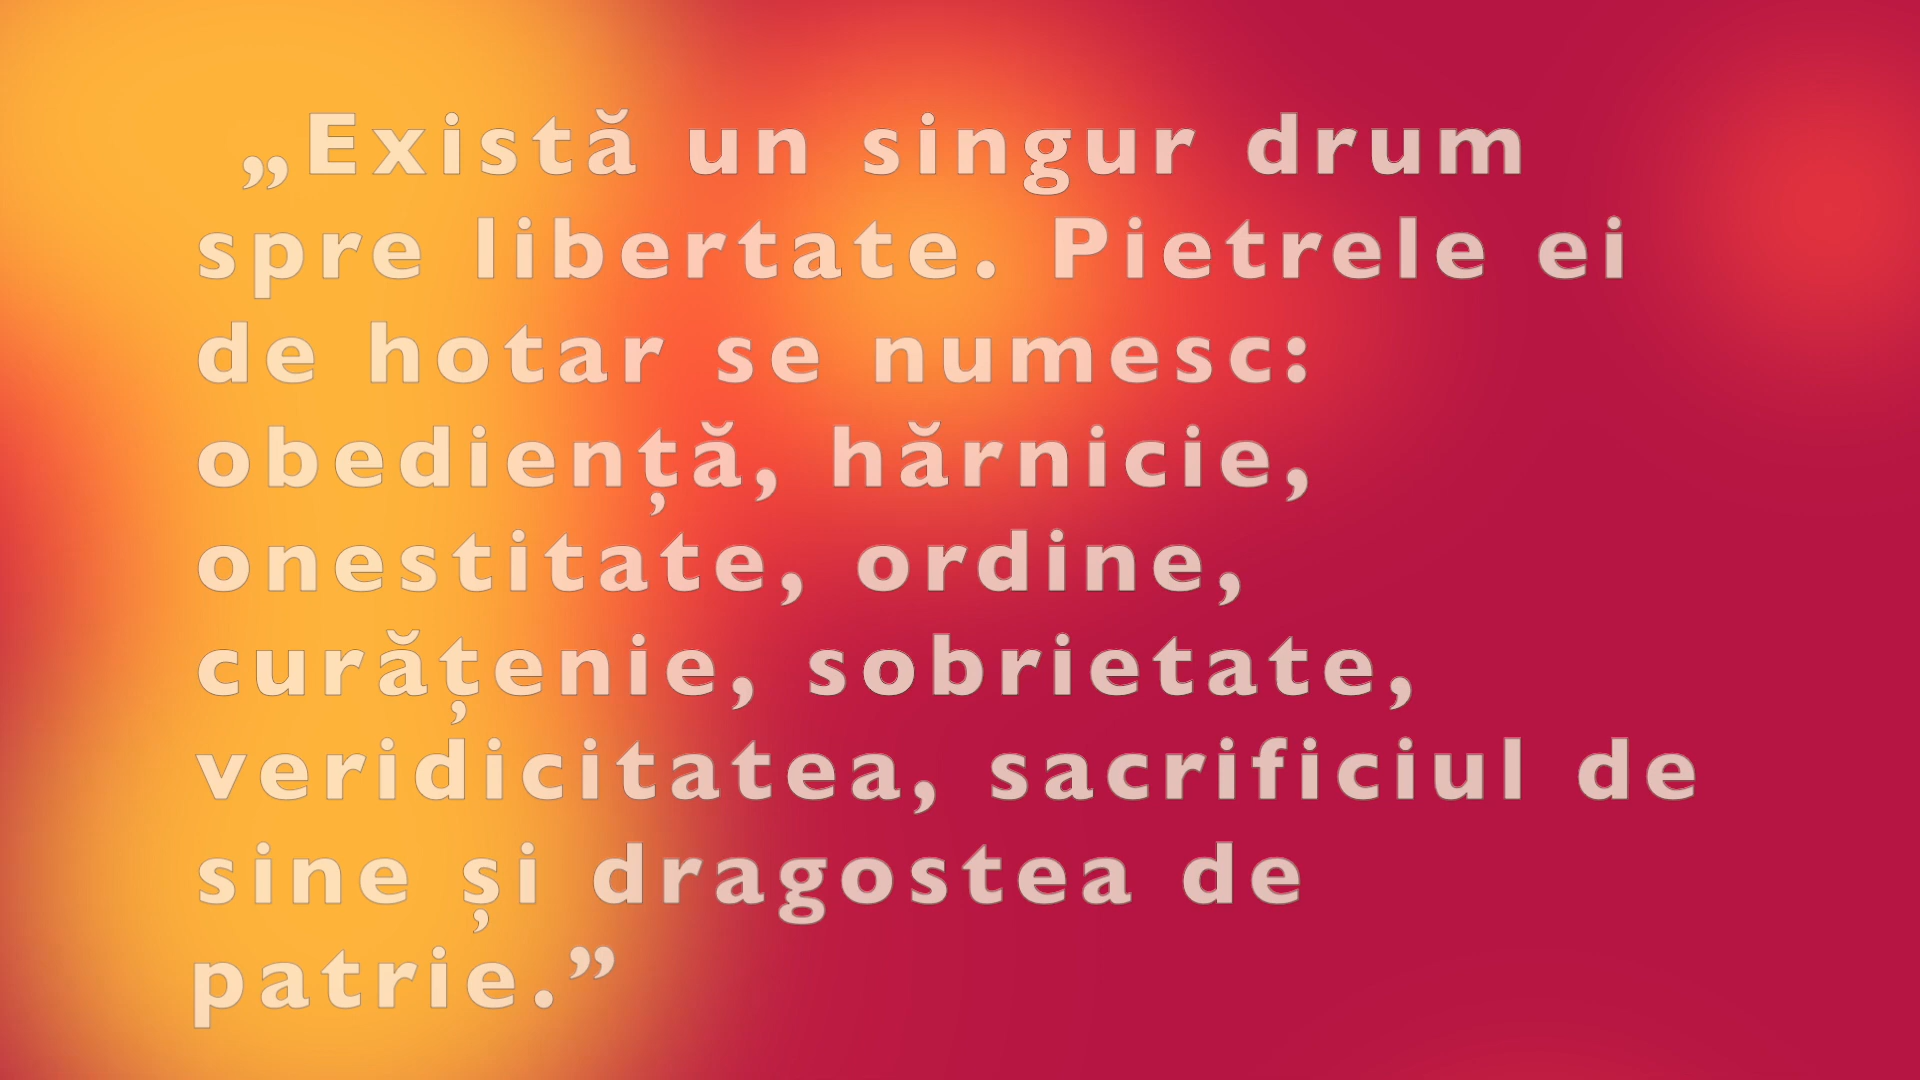 „Există un singur drum
spre libertate. Pietrele ei
de hotar se numesc:
obediență, hărnicie,
onestitate, ordine,
curățenie, sobrietate,
veridicitatea, sacrificiul de
sine și dragostea de
patrie.”